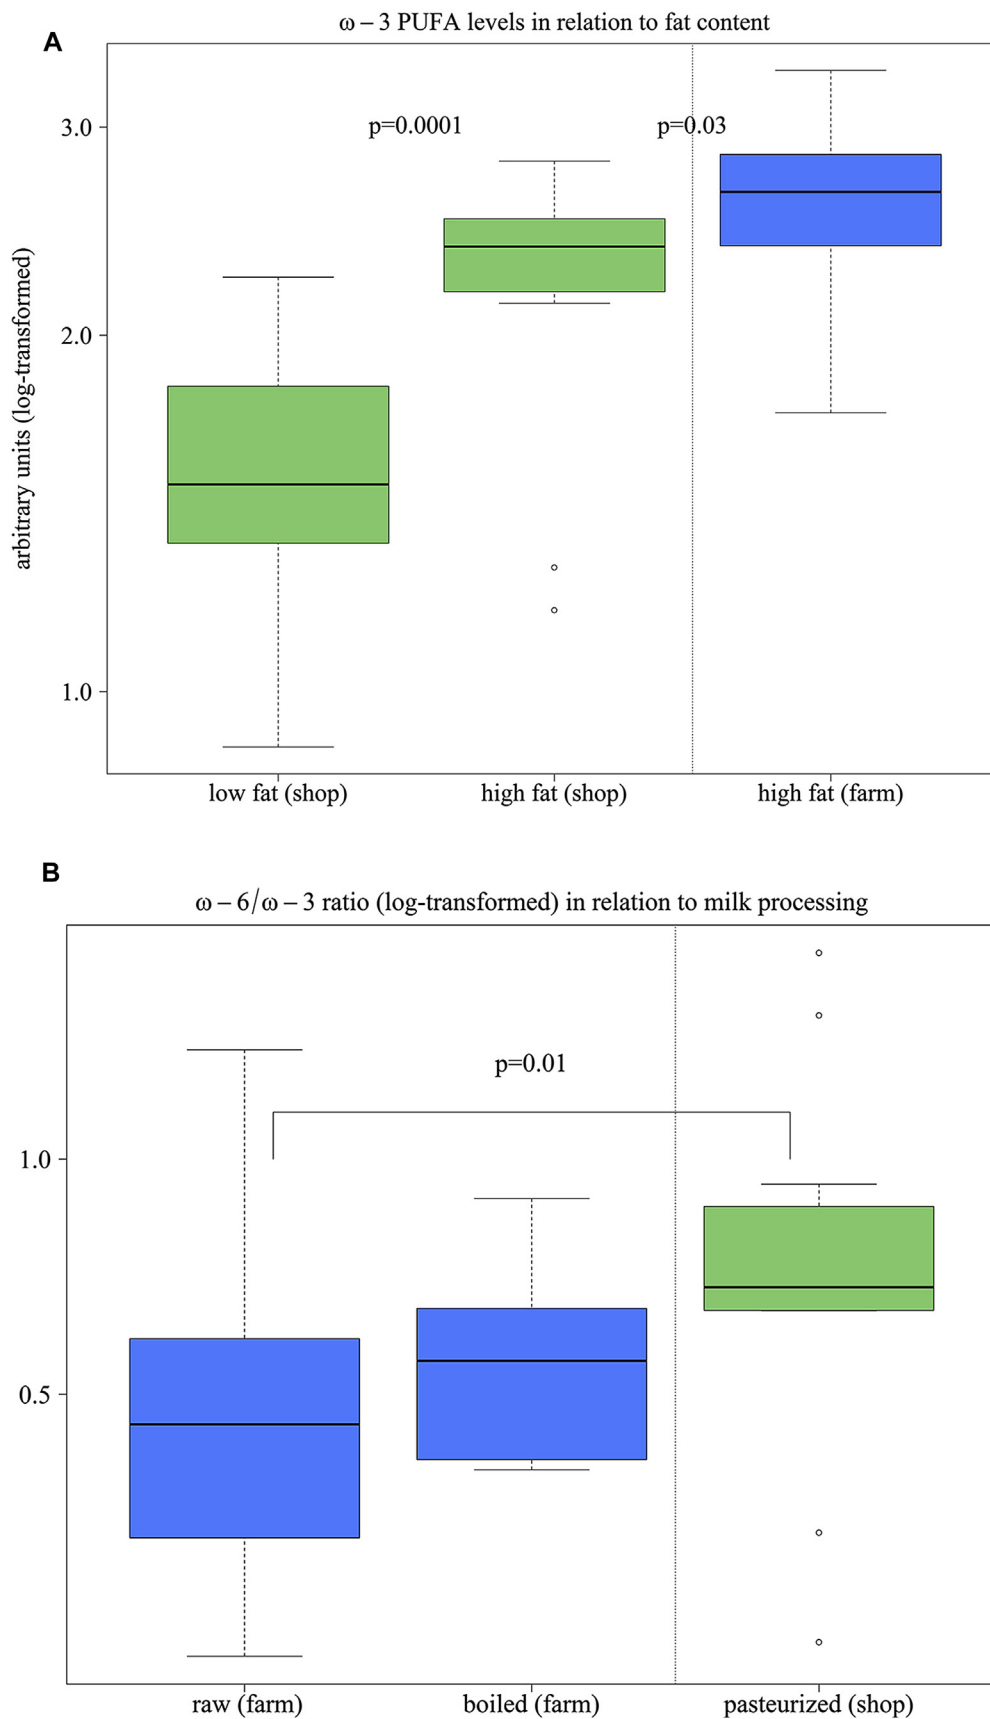 A
ω – 3 PUFA levels in relation to fat content
arbitrary units (log-transformed)
3.0
2.0
1.0
p=0.0001
p=0.03
low fat (shop)
high fat (shop)
high fat (farm)
B
ω – 6/ω – 3 ratio (log-transformed) in relation to milk processing
p=0.01
1.0
0.5
raw (farm)
boiled (farm)
pasteurized (shop)